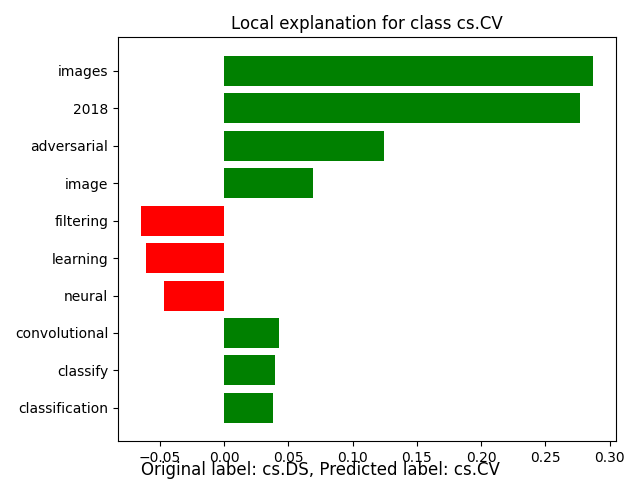 Local explanation for class cs.CV
images
2018
adversarial
image
filtering
learning
neural
convolutional
classify
classification
−0.05 0.00 0.05 0.10 0.15 0.20 0.25 0.30
Original label: cs.DS, Predicted label: cs.CV